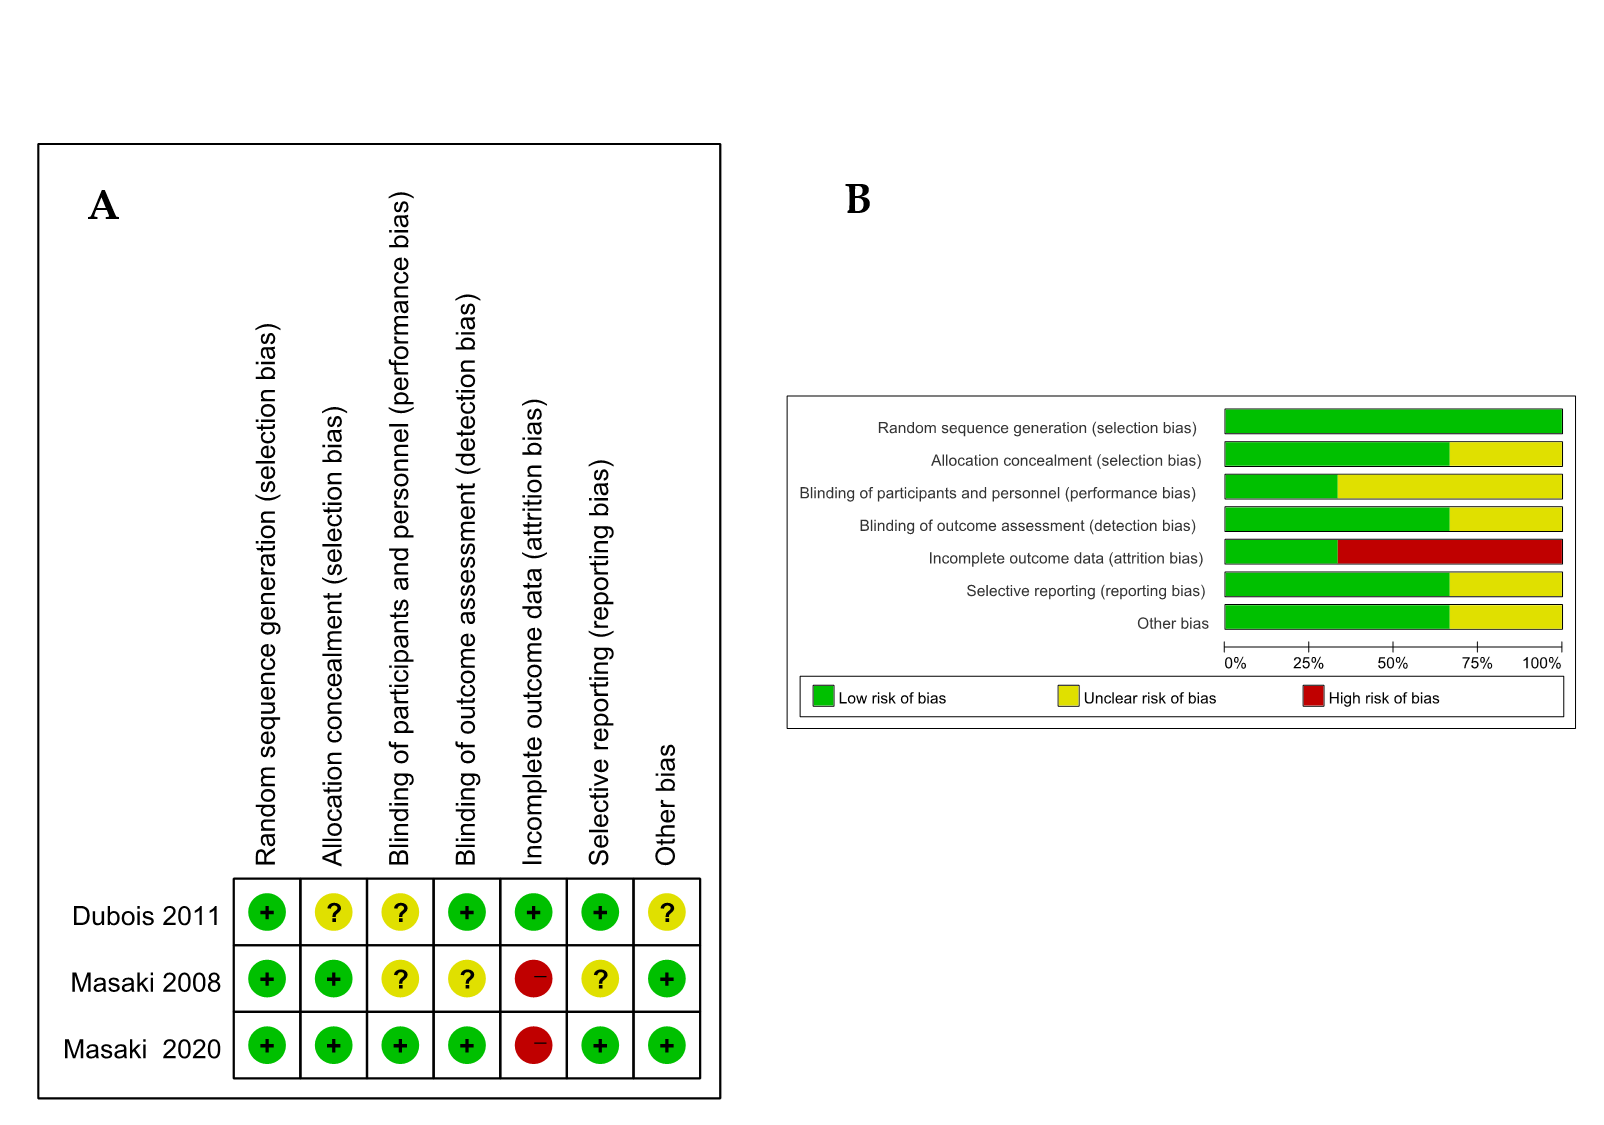 A
Random sequence generation (selection bias)
Allocation concealment (selection bias)
Blinding of participants and personnel (performance bias)
Blinding of outcome assessment (detection bias)
Incomplete outcome data (attrition bias)
Selective reporting (reporting bias)
Other bias
Dubois 2011 + ? ? + + + ?
Masaki 2008 + + ? ? – ? +
Masaki 2020 + + + + – + +
B
Random sequence generation (selection bias)
Allocation concealment (selection bias)
Blinding of participants and personnel (performance bias)
Blinding of outcome assessment (detection bias)
Incomplete outcome data (attrition bias)
Selective reporting (reporting bias)
Other bias
0% 25% 50% 75% 100%
Low risk of bias Unclear risk of bias High risk of bias